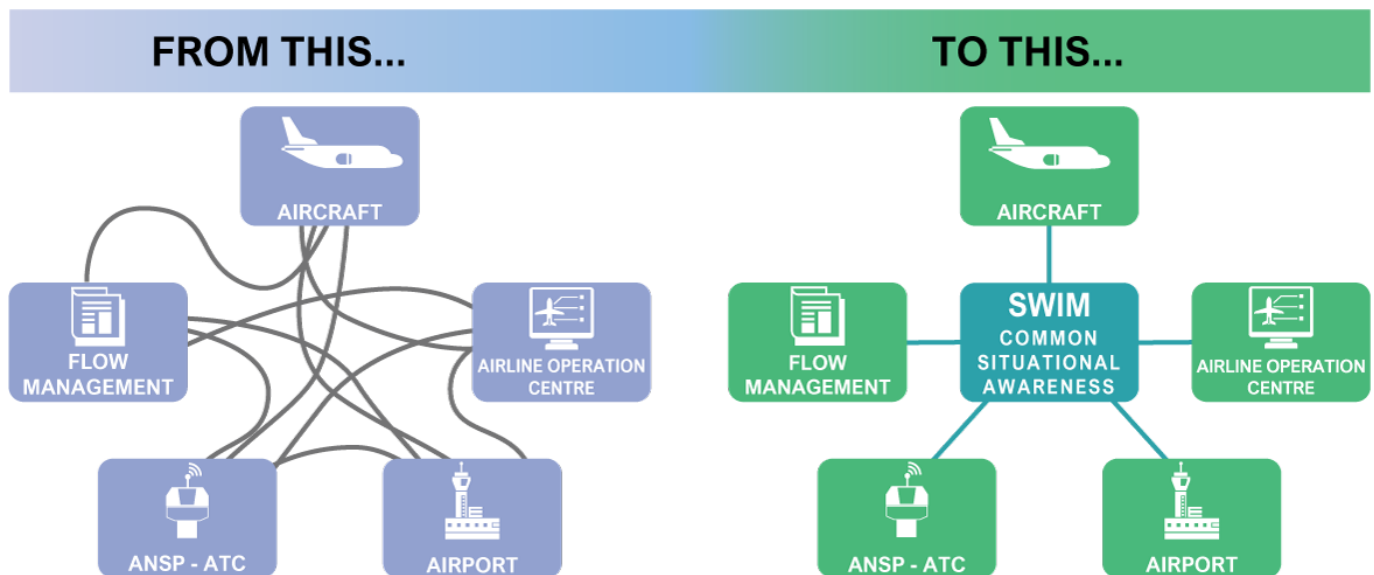 FROM THIS...
TO THIS...
AIRCRAFT
FLOW
MANAGEMENT
AIRLINE OPERATION
CENTRE
ANSP - ATC
AIRPORT
AIRCRAFT
FLOW
MANAGEMENT
SWIM
COMMON
SITUATIONAL
AWARENESS
AIRLINE OPERATION
CENTRE
ANSP - ATC
AIRPORT